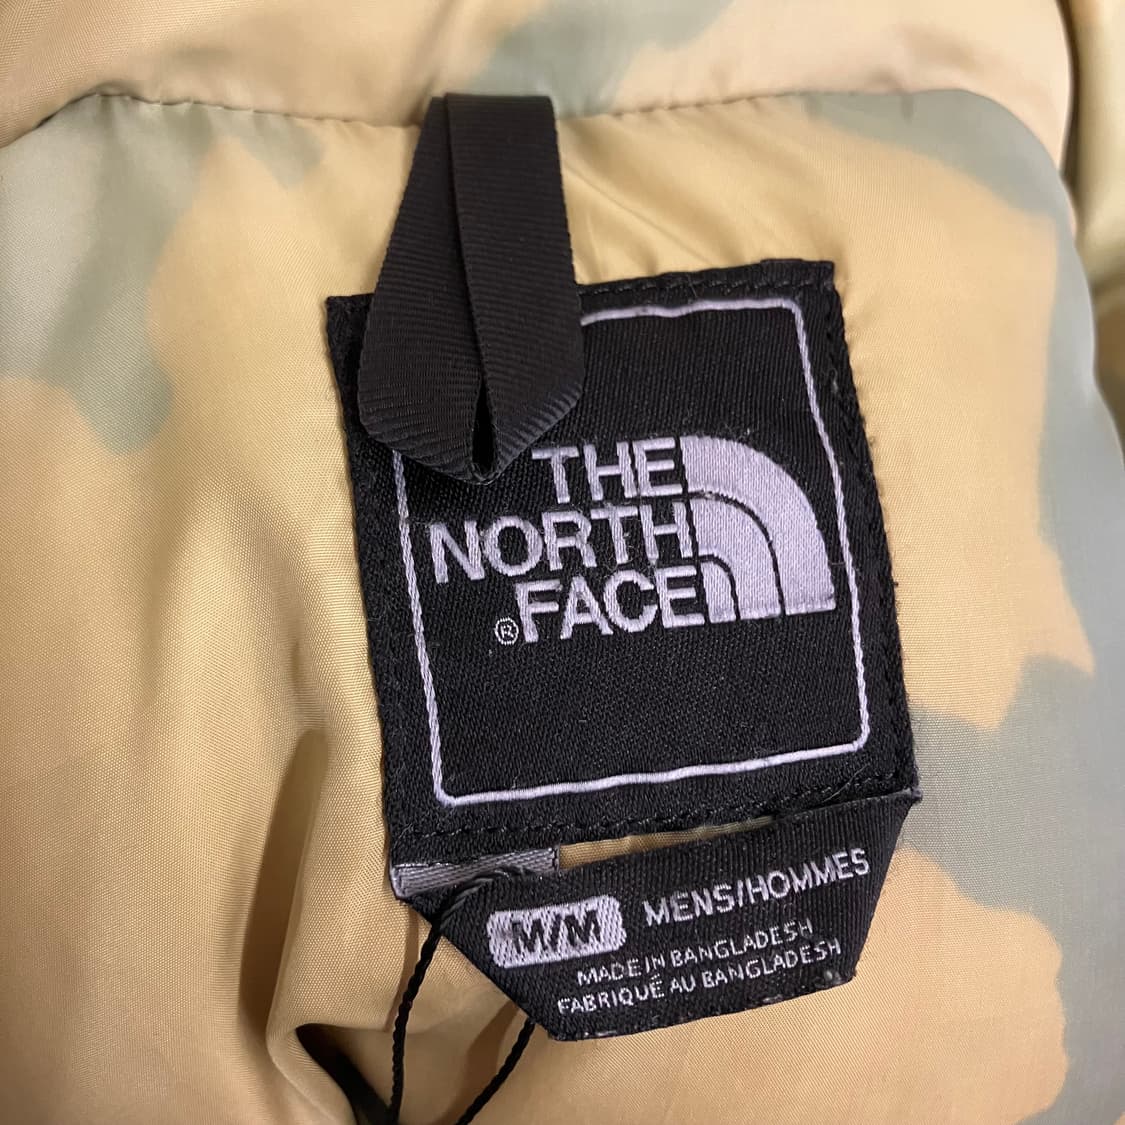 THE
NORTH
FACE
®
M/M MENS/HOMMES
MADE IN BANGLADESH
FABRIQUÉ AU BANGLADESH